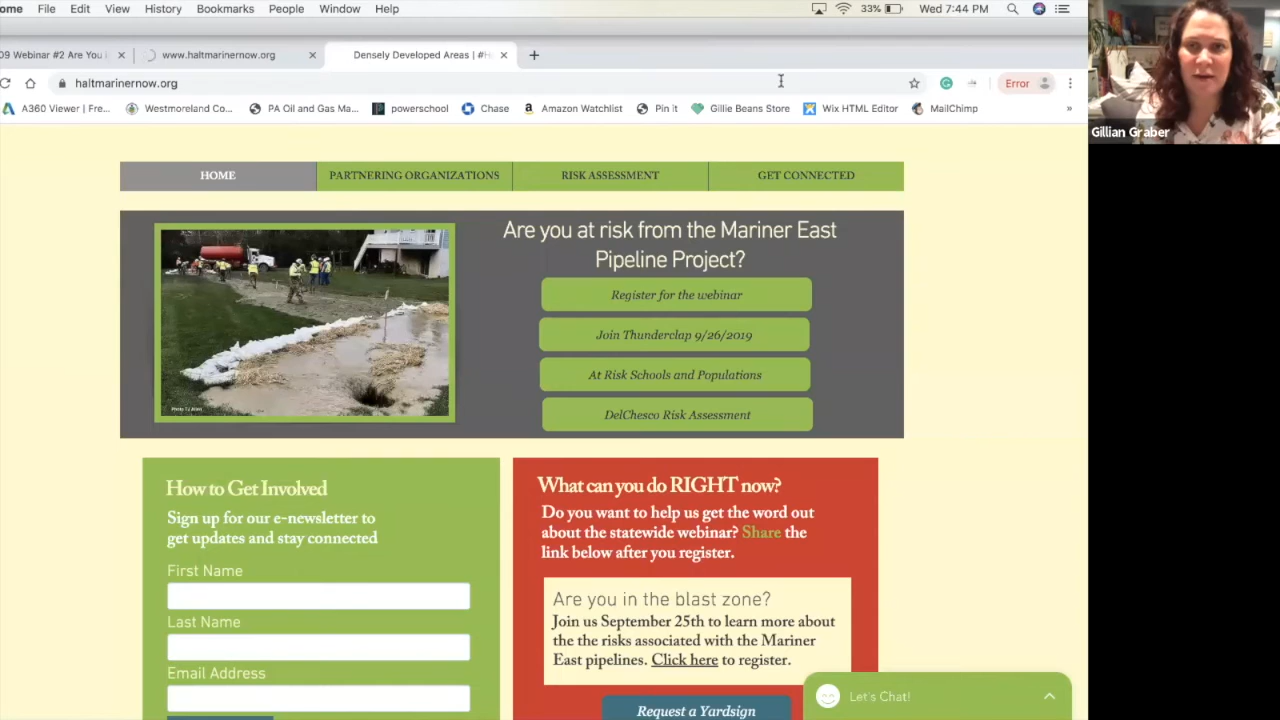 ome File Edit View History Bookmarks People Window Help 33% Wed 7:44 PM
09 Webinar #2 Are You www.haltmarinernow.org Densely Developed Areas | #H
haltmarinernow.org Error
A360 Viewer | Fre... Westmoreland Co... PA Oil and Gas Ma... powerschool Chase Amazon Watchlist Pin it Gillie Beans Store Wix HTML Editor MailChimp »
Gillian Graber
HOME PARTNERING ORGANIZATIONS RISK ASSESSMENT GET CONNECTED
Are you at risk from the Mariner East
Pipeline Project?
Register for the webinar
Join Thunderclap 9/26/2019
At Risk Schools and Populations
DelChesco Risk Assessment
How to Get Involved
Sign up for our e-newsletter to
get updates and stay connected
First Name
Last Name
Email Address
What can you do RIGHT now?
Do you want to help us get the word out
about the statewide webinar? Share the
link below after you register.
Are you in the blast zone?
Join us September 25th to learn more about
the the risks associated with the Mariner
East pipelines. Click here to register.
Request a Yardsign
Let's Chat!